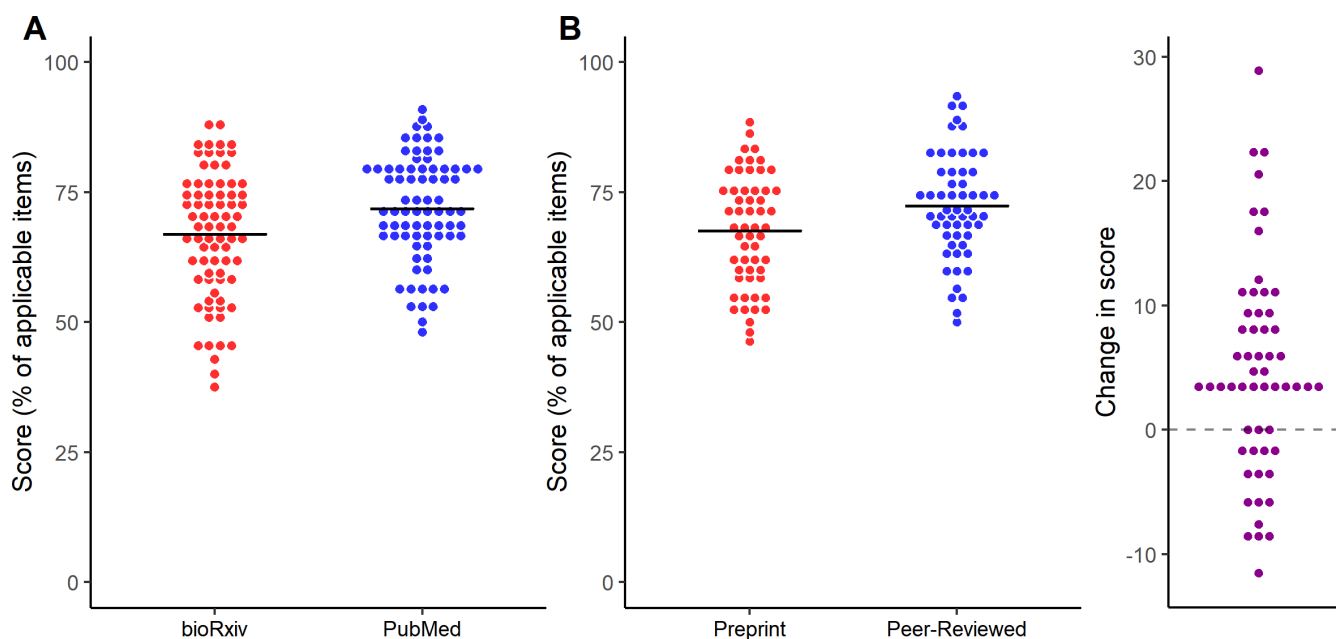 A
Score (% of applicable items)
100
75
50
25
0
bioRxiv
PubMed
B
Score (% of applicable items)
100
75
50
25
0
Preprint
Peer-Reviewed
Change in score
30
20
10
0
-10